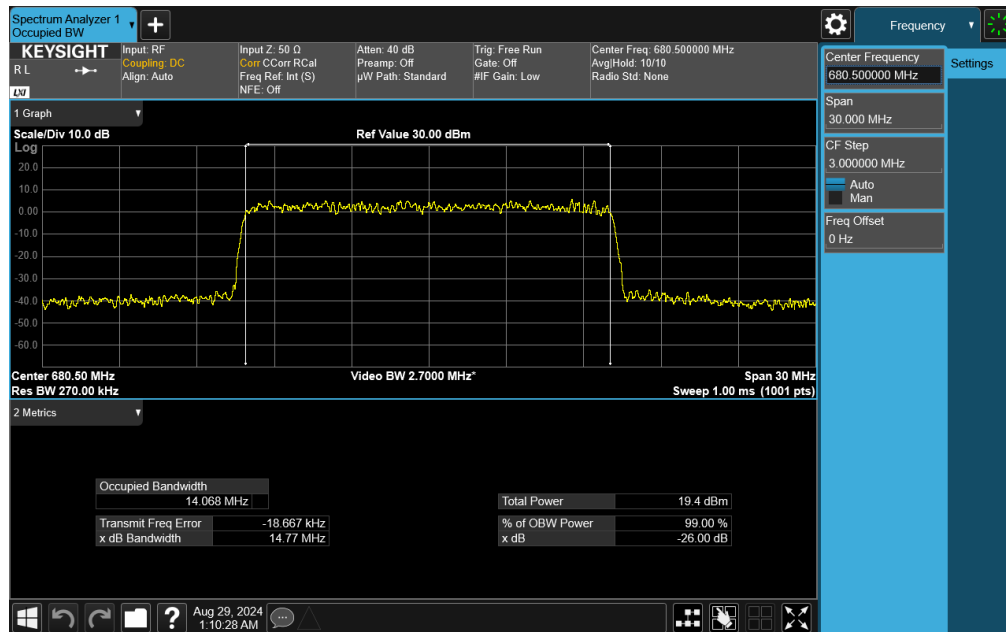 Spectrum Analyzer 1
Occupied BW
Frequency
KEYSIGHT
R L
LXI
Input: RF
Coupling: DC
Align: Auto
Input Z: 50 Ω
Corr CCorr RCal
Freq Ref: Int (S)
NFE: Off
Atten: 40 dB
Preamp: Off
µW Path: Standard
Trig: Free Run
Gate: Off
#IF Gain: Low
Center Freq: 680.500000 MHz
Avg|Hold: 10/10
Radio Std: None
Center Frequency
680.500000 MHz
Settings
Span
30.000 MHz
CF Step
3.000000 MHz
Auto
Man
Freq Offset
0 Hz
1 Graph
Scale/Div 10.0 dB
Ref Value 30.00 dBm
Log
20.0
10.0
0.00
-10.0
-20.0
-30.0
-40.0
-50.0
-60.0
Center 680.50 MHz
Video BW 2.7000 MHz*
Span 30 MHz
Res BW 270.00 kHz
Sweep 1.00 ms (1001 pts)
2 Metrics
Occupied Bandwidth
14.068 MHz
Total Power 19.4 dBm
Transmit Freq Error -18.667 kHz
% of OBW Power 99.00 %
x dB Bandwidth 14.77 MHz
x dB -26.00 dB
?
Aug 29, 2024
1:10:28 AM